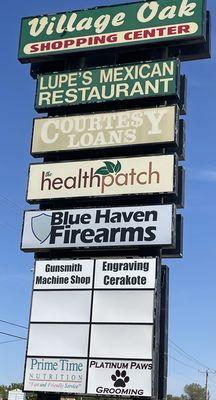 Village Oak
SHOPPING CENTER
LUPE'S MEXICAN
RESTAURANT
COURTESY
LOANS
the healthpatch
Blue Haven
Firearms
Gunsmith
Machine Shop
Engraving
Cerakote
PRIME TIME
"Fast and Friendly Service"
NUTRITION
PLATINUM PAWS
GROOMING